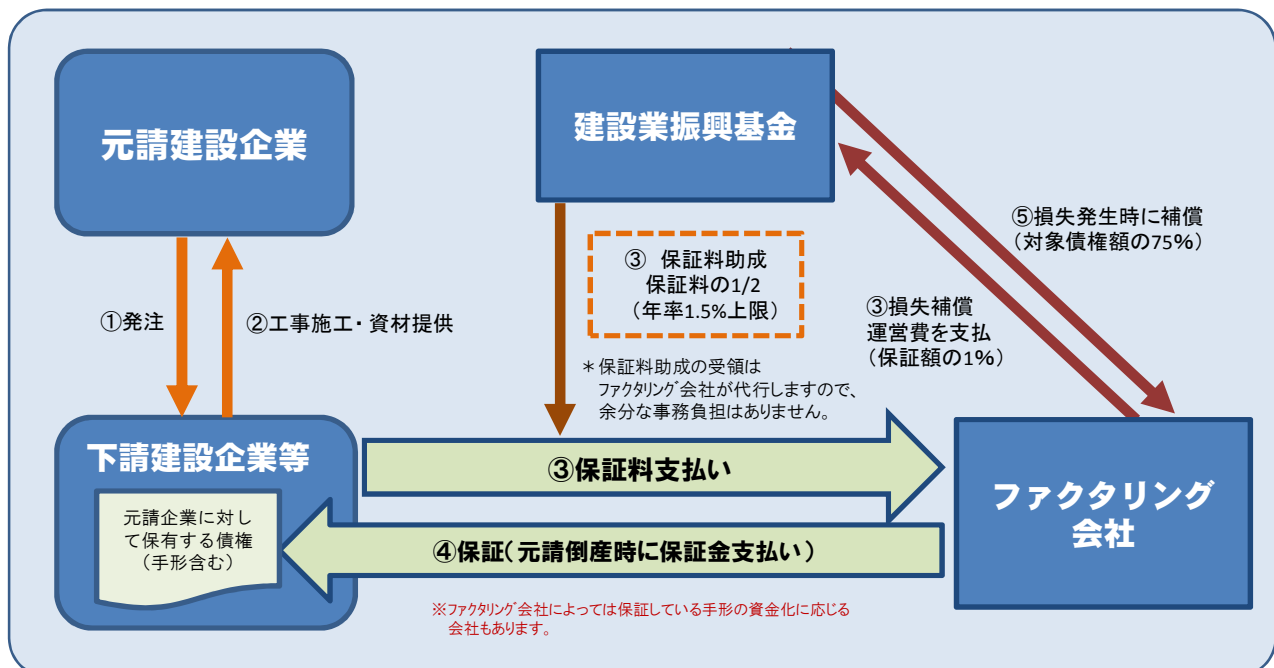 元請建設企業
建設業振興基金
⑤損失発生時に補償
(対象債権額の75%)
③ 保証料助成
保証料の1/2
(年率1.5%上限)
①発注
②工事施工・資材提供
③損失補償
運営費を支払
(保証額の1%)
＊保証料助成の受領は
ファクタリング会社が代行しますので、
余分な事務負担はありません。
下請建設企業等
③保証料支払い
ファクタリング
会社
元請企業に対し
て保有する債権
(手形含む)
④保証(元請倒産時に保証金支払い)
※ファクタリング会社によっては保証している手形の資金化に応じる
会社もあります。